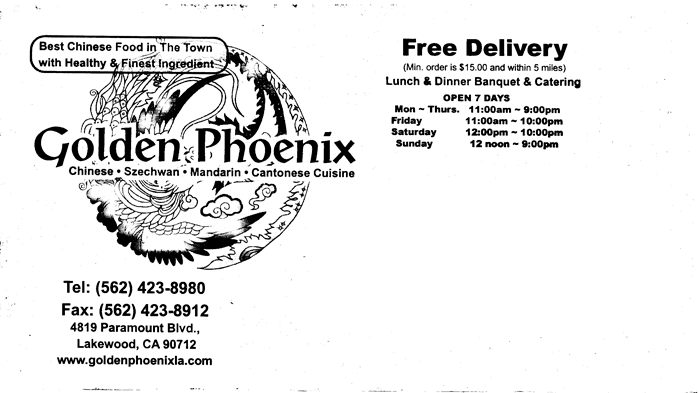 Best Chinese Food in The Town
with Healthy & Finest Ingredient
Golden Phoenix
Chinese • Szechwan • Mandarin • Cantonese Cuisine
Tel: (562) 423-8980
Fax: (562) 423-8912
4819 Paramount Blvd.,
Lakewood, CA 90712
www.goldenphoenixla.com
Free Delivery
(Min. order is $15.00 and within 5 miles)
Lunch & Dinner Banquet & Catering
OPEN 7 DAYS
Mon ~ Thurs. 11:00am ~ 9:00pm
Friday 11:00am ~ 10:00pm
Saturday 12:00pm ~ 10:00pm
Sunday 12 noon ~ 9:00pm